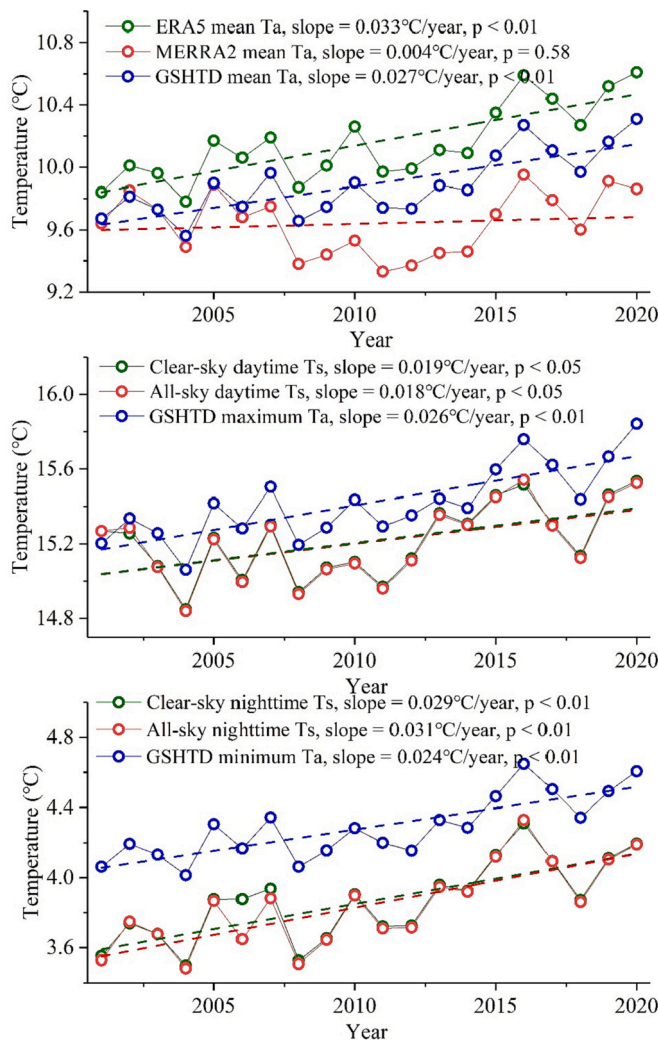 ERA5 mean Ta, slope = 0.033℃/year, p < 0.01
MERRA2 mean Ta, slope = 0.004℃/year, p = 0.58
GSHTD mean Ta, slope = 0.027℃/year, p < 0.01
Temperature (℃)
10.8
10.4
10.0
9.6
9.2
2005 2010 2015 2020
Year
Clear-sky daytime Ts, slope = 0.019℃/year, p < 0.05
All-sky daytime Ts, slope = 0.018℃/year, p < 0.05
GSHTD maximum Ta, slope = 0.026℃/year, p < 0.01
Temperature (℃)
16.0
15.6
15.2
14.8
2005 2010 2015 2020
Year
Clear-sky nighttime Ts, slope = 0.029℃/year, p < 0.01
All-sky nighttime Ts, slope = 0.031℃/year, p < 0.01
GSHTD minimum Ta, slope = 0.024℃/year, p < 0.01
Temperature (℃)
4.8
4.4
4.0
3.6
2005 2010 2015 2020
Year